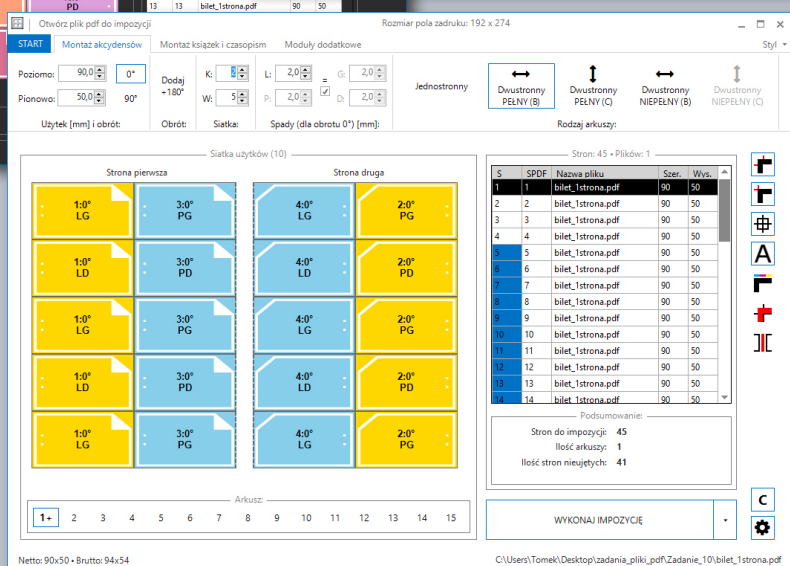 PD
13 13 bilet_1strona.pdf 90 50
Otwórz plik pdf do impozycji
Rozmiar pola zadruku: 192 x 274
START Montaż akcydensów Montaż książek i czasopism Moduły dodatkowe Styl
Poziomo: 90,0 0°
Pionowo: 50,0 90°
Użytek [mm] i obrót:
Dodaj
+180°
Obrót:
K: 2
W: 5
Siatka:
L: 2,0 = G: 2,0
P: 2,0 D: 2,0
Spady (dla obrotu 0°) [mm]:
Jednostronny
Dwustronny
PEŁNY (B)
Dwustronny
PEŁNY (C)
Dwustronny
NIEPEŁNY (B)
Dwustronny
NIEPEŁNY (C)
Rodzaj arkuszy:
Siatka użytków (10)
Strona pierwsza Strona druga
1:0° 3:0° 4:0° 2:0°
LG PG LG PG
1:0° 3:0° 4:0° 2:0°
LD PD LD PD
1:0° 3:0° 4:0° 2:0°
LG PG LG PG
1:0° 3:0° 4:0° 2:0°
LD PD LD PD
1:0° 3:0° 4:0° 2:0°
LG PG LG PG
Arkusz:
1+ 2 3 4 5 6 7 8 9 10 11 12 13 14 15
Stron: 45 • Plików: 1
S SPDF Nazwa pliku Szer. Wys.
1 1 bilet_1strona.pdf 90 50
2 2 bilet_1strona.pdf 90 50
3 3 bilet_1strona.pdf 90 50
4 4 bilet_1strona.pdf 90 50
5 5 bilet_1strona.pdf 90 50
6 6 bilet_1strona.pdf 90 50
7 7 bilet_1strona.pdf 90 50
8 8 bilet_1strona.pdf 90 50
9 9 bilet_1strona.pdf 90 50
10 10 bilet_1strona.pdf 90 50
11 11 bilet_1strona.pdf 90 50
12 12 bilet_1strona.pdf 90 50
13 13 bilet_1strona.pdf 90 50
14 14 bilet_1strona.pdf 90 50
Podsumowanie:
Stron do impozycji: 45
Ilość arkuszy: 1
Ilość stron nieujętych: 41
WYKONAJ IMPOZYCJĘ
A
C
Netto: 90x50 • Brutto: 94x54
C:\Users\Tomek\Desktop\zadania_pliki_pdf\Zadanie_10\bilet_1strona.pdf